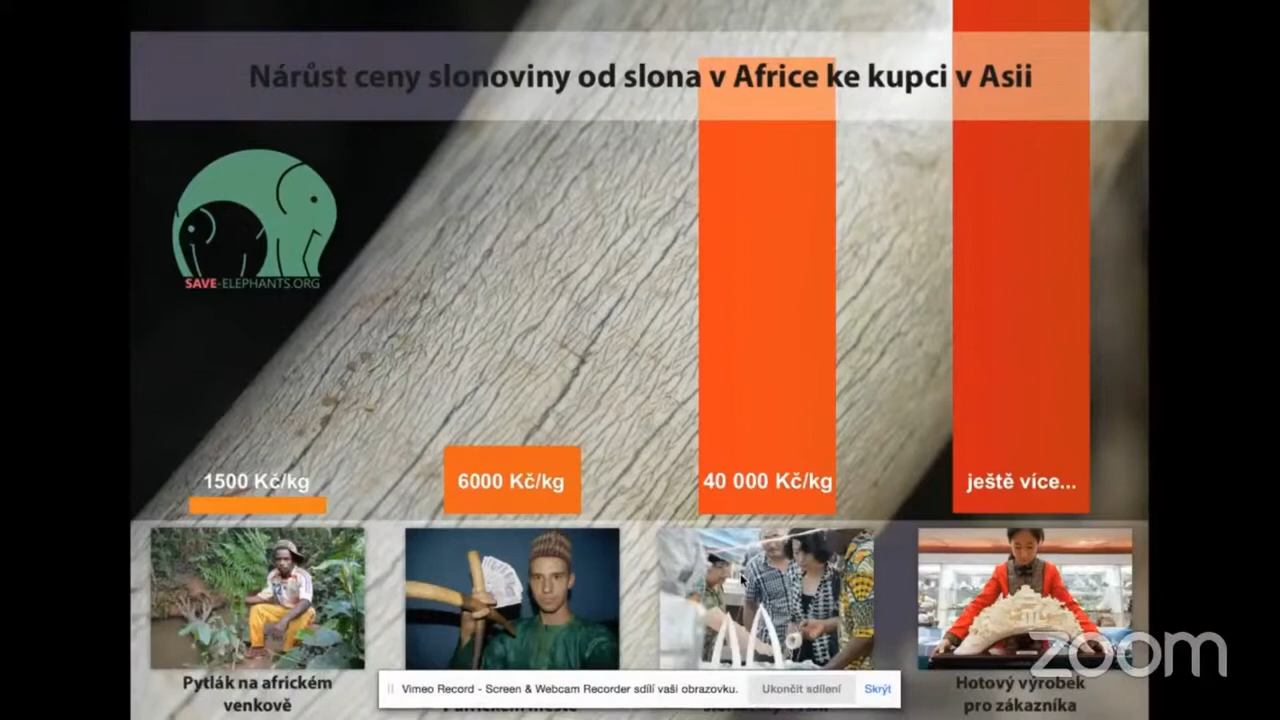 Nárůst ceny slonoviny od slona v Africe ke kupci v Asii
SAVE-ELEPHANTS.ORG
1500 Kč/kg
6000 Kč/kg
40 000 Kč/kg
ještě více...
Pytlák na africkém
venkově
Hotový výrobek
pro zákazníka
Vimeo Record - Screen & Webcam Recorder sdílí vaši obrazovku.
Ukončit sdílení
Skrýt
zoom